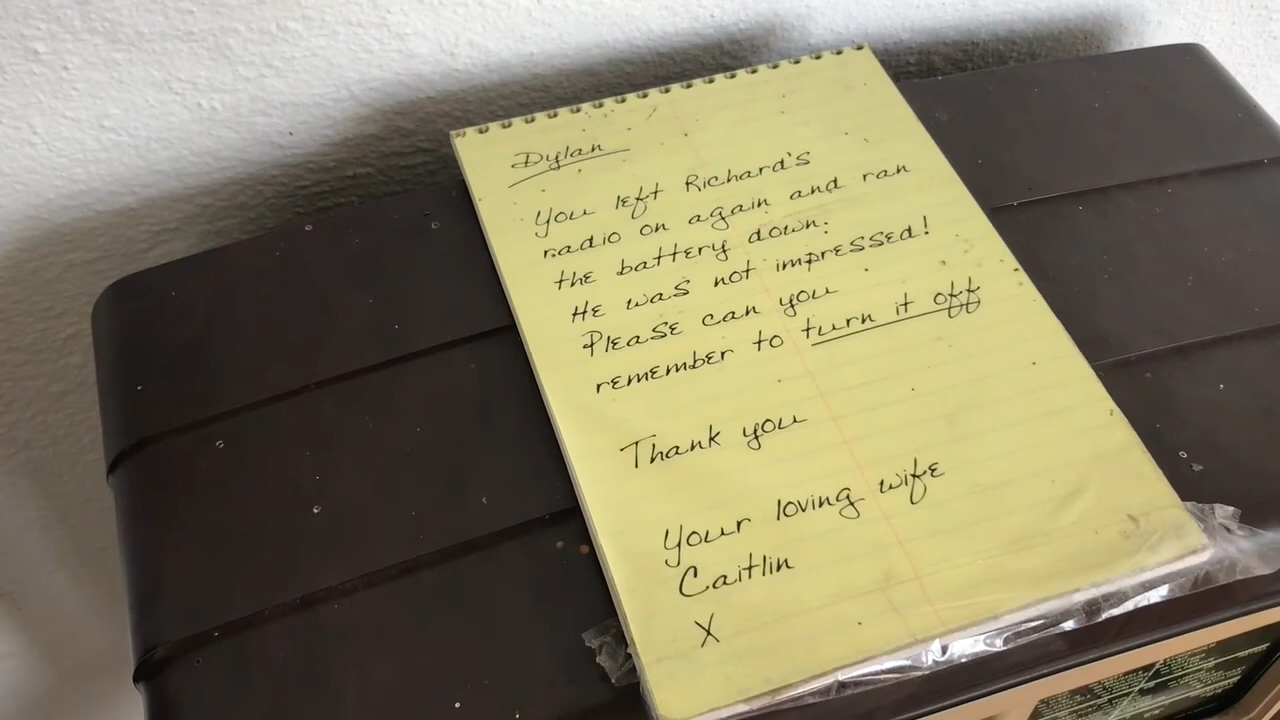 Dylan
You left Richard's
radio on again and ran
the battery down.
He was not impressed!
Please can you
remember to turn it off
Thank you
Your loving wife
Caitlin
X